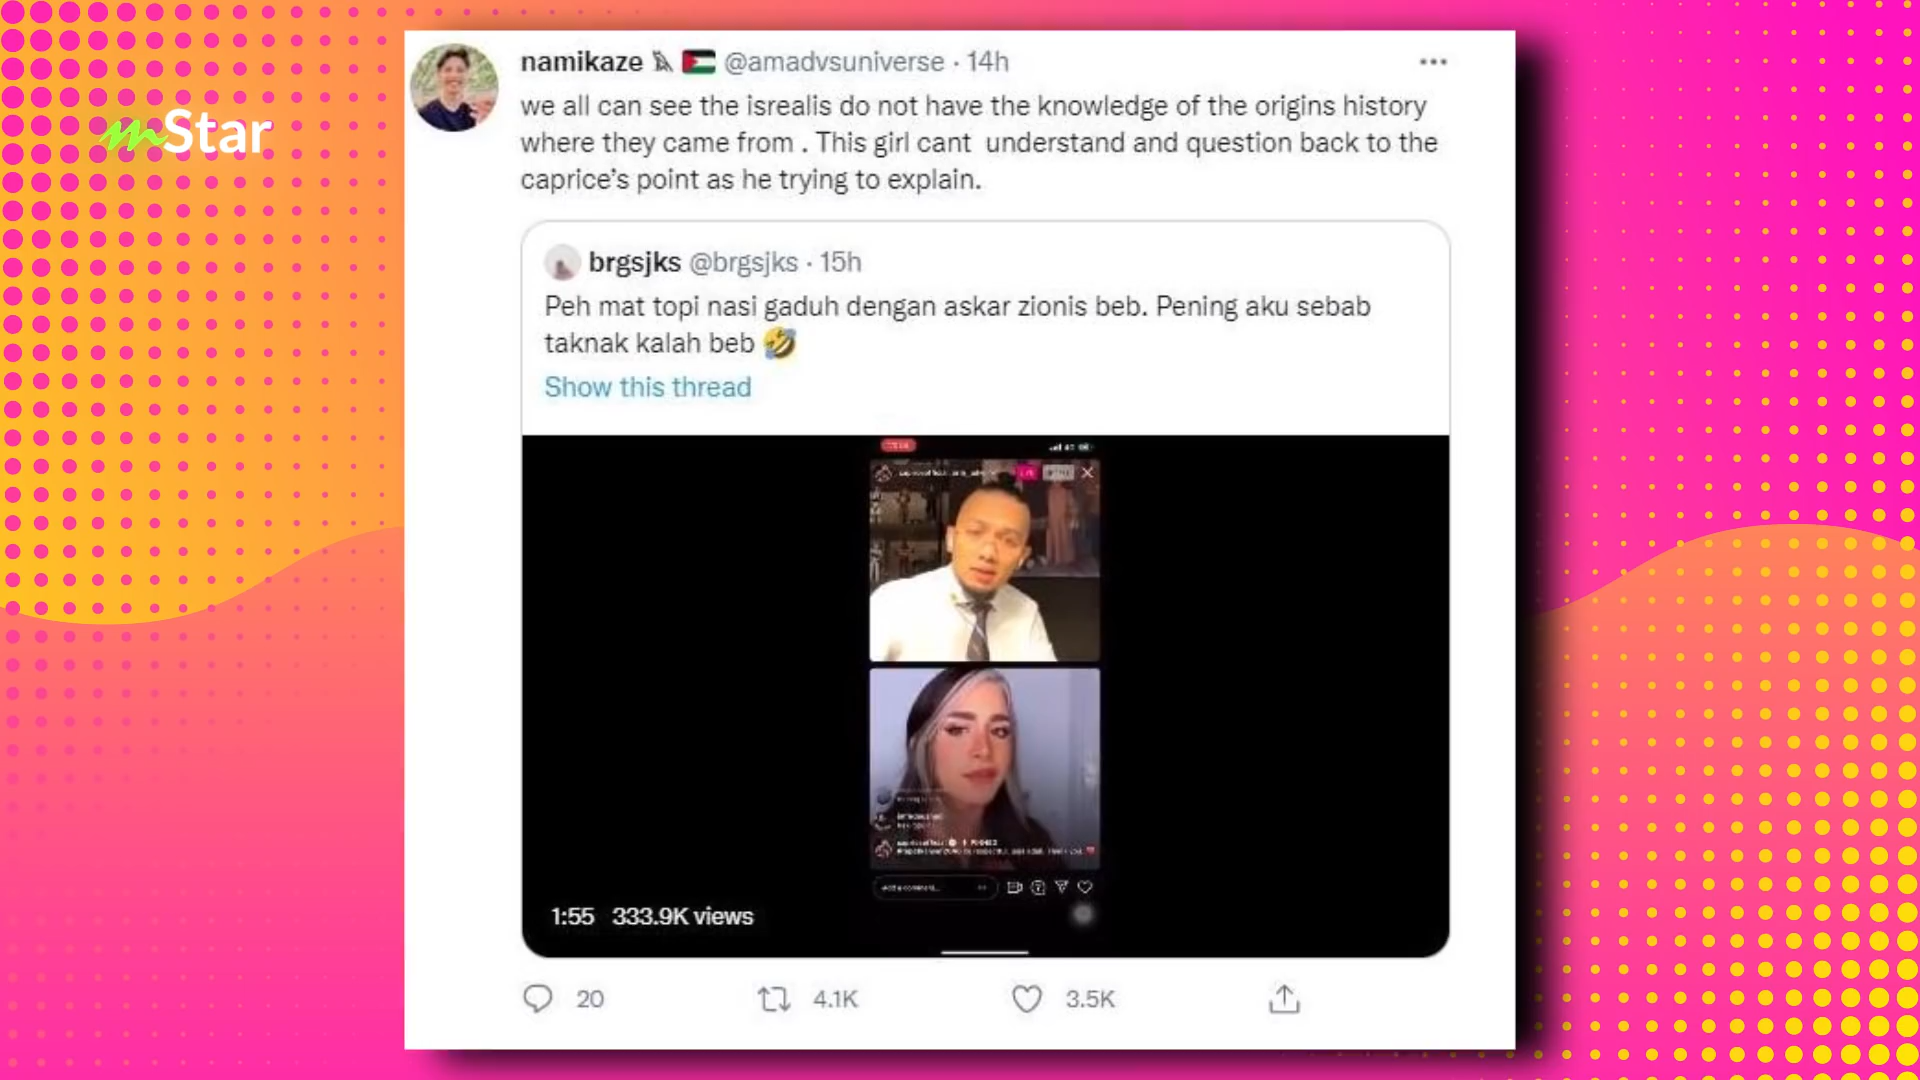 mStar
namikaze @amadvsuniverse · 14h
we all can see the isrealis do not have the knowledge of the origins history
where they came from . This girl cant  understand and question back to the
caprice’s point as he trying to explain.
brgsjks @brgsjks · 15h
Peh mat topi nasi gaduh dengan askar zionis beb. Pening aku sebab
taknak kalah beb
Show this thread
Add a comment...
1:55 333.9K views
20 4.1K 3.5K